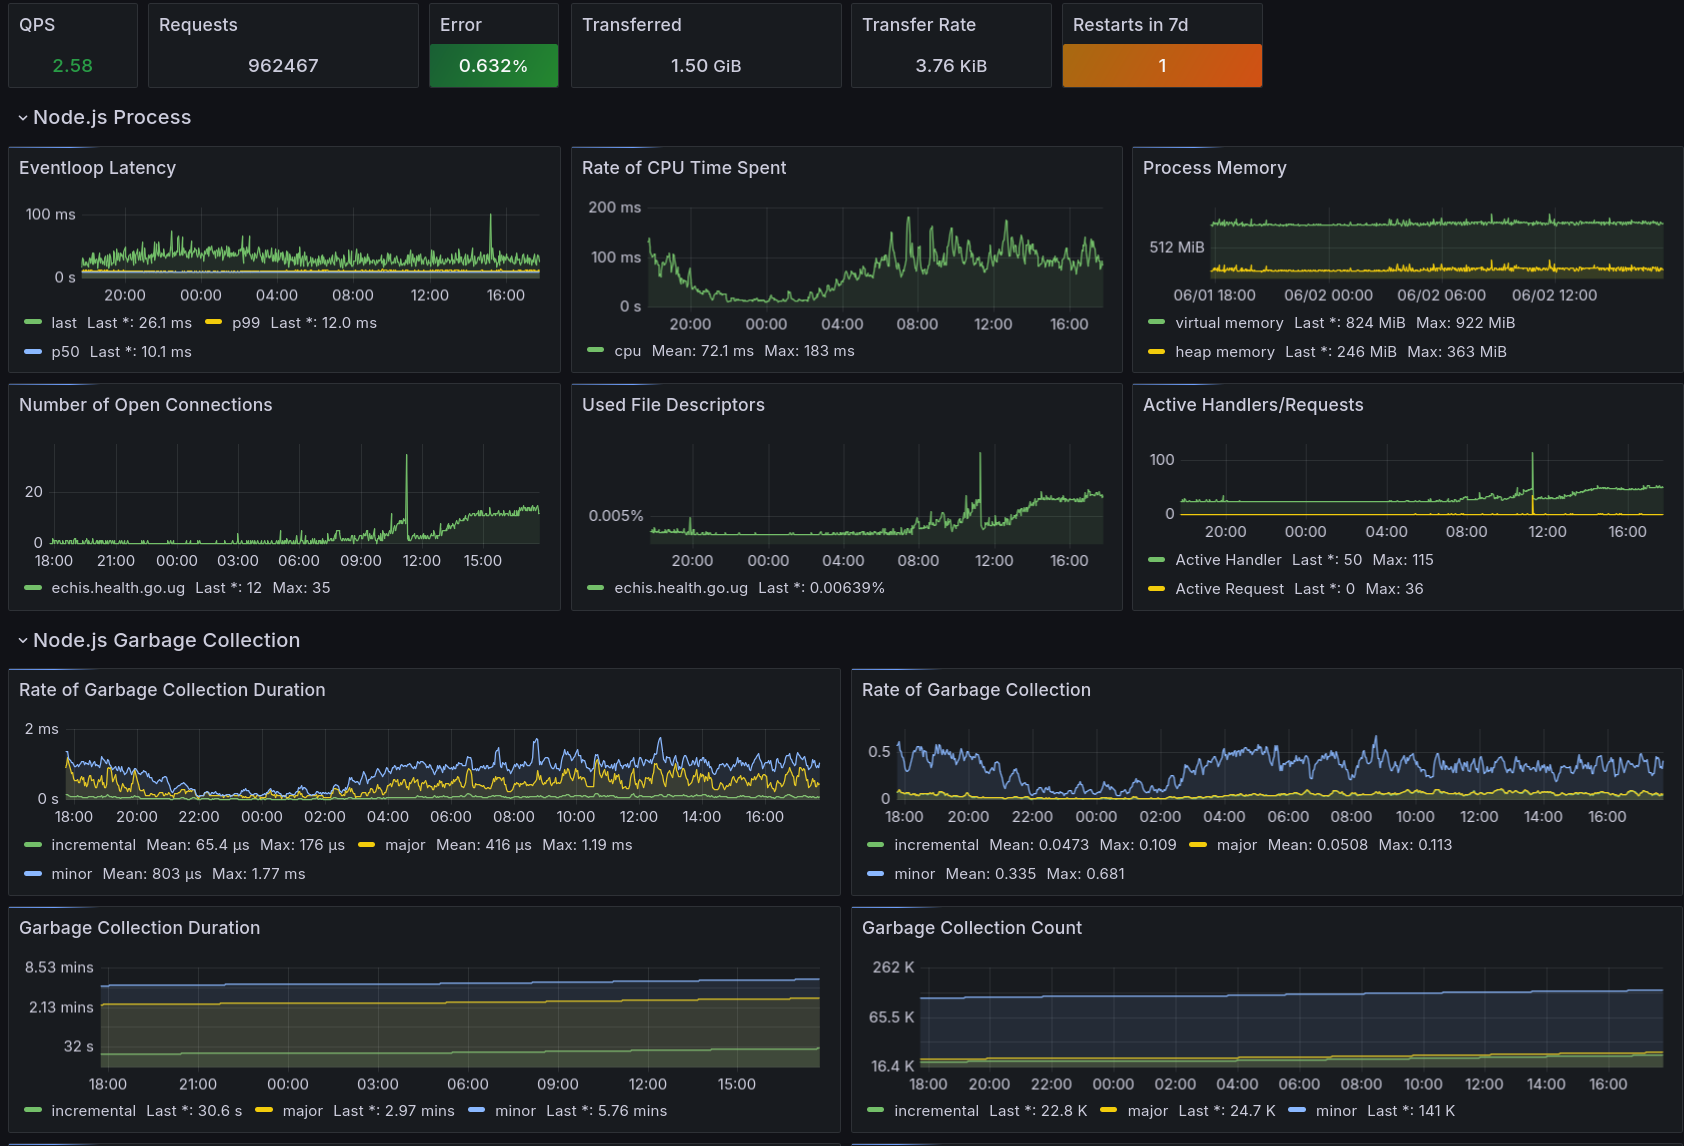 QPS
2.58
Requests
962467
Error
0.632%
Transferred
1.50 GiB
Transfer Rate
3.76 KiB
Restarts in 7d
1
Node.js Process
Eventloop Latency
100 ms
0 s
20:00 00:00 04:00 08:00 12:00 16:00
last Last *: 26.1 ms p99 Last *: 12.0 ms
p50 Last *: 10.1 ms
Rate of CPU Time Spent
200 ms
100 ms
0 s
20:00 00:00 04:00 08:00 12:00 16:00
cpu Mean: 72.1 ms Max: 183 ms
Process Memory
512 MiB
06/01 18:00 06/02 00:00 06/02 06:00 06/02 12:00
virtual memory Last *: 824 MiB Max: 922 MiB
heap memory Last *: 246 MiB Max: 363 MiB
Number of Open Connections
20
0
18:00 21:00 00:00 03:00 06:00 09:00 12:00 15:00
echis.health.go.ug Last *: 12 Max: 35
Used File Descriptors
0.005%
20:00 00:00 04:00 08:00 12:00 16:00
echis.health.go.ug Last *: 0.00639%
Active Handlers/Requests
100
0
20:00 00:00 04:00 08:00 12:00 16:00
Active Handler Last *: 50 Max: 115
Active Request Last *: 0 Max: 36
Node.js Garbage Collection
Rate of Garbage Collection Duration
2 ms
0 s
18:00 20:00 22:00 00:00 02:00 04:00 06:00 08:00 10:00 12:00 14:00 16:00
incremental Mean: 65.4 µs Max: 176 µs major Mean: 416 µs Max: 1.19 ms
minor Mean: 803 µs Max: 1.77 ms
Rate of Garbage Collection
0.5
0
18:00 20:00 22:00 00:00 02:00 04:00 06:00 08:00 10:00 12:00 14:00 16:00
incremental Mean: 0.0473 Max: 0.109 major Mean: 0.0508 Max: 0.113
minor Mean: 0.335 Max: 0.681
Garbage Collection Duration
8.53 mins
2.13 mins
32 s
18:00 21:00 00:00 03:00 06:00 09:00 12:00 15:00
incremental Last *: 30.6 s major Last *: 2.97 mins minor Last *: 5.76 mins
Garbage Collection Count
262 K
65.5 K
16.4 K
18:00 20:00 22:00 00:00 02:00 04:00 06:00 08:00 10:00 12:00 14:00 16:00
incremental Last *: 22.8 K major Last *: 24.7 K minor Last *: 141 K